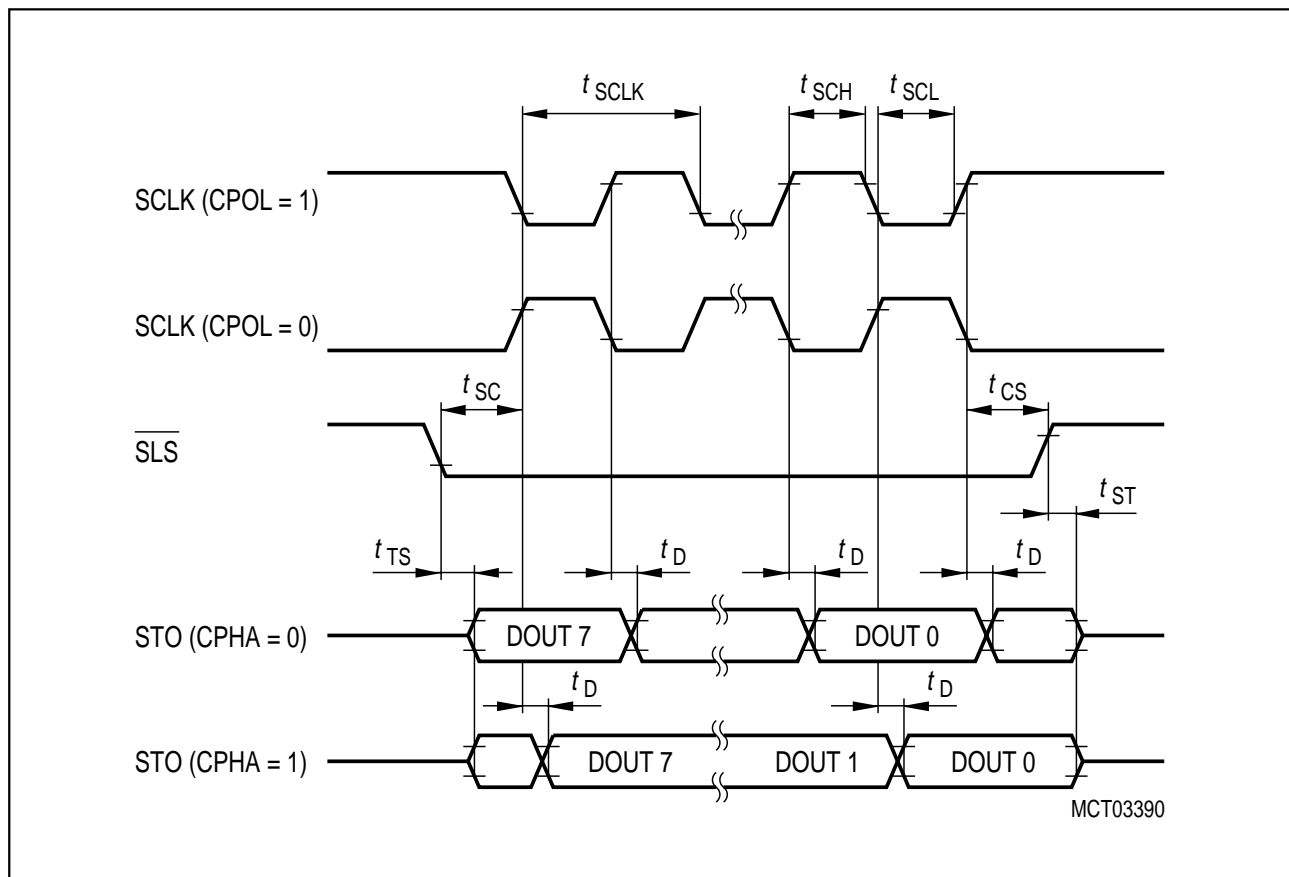 t SCLK
t SCH
t SCL
SCLK (CPOL = 1)
SCLK (CPOL = 0)
t SC
t CS
SLS
t ST
t TS
t D
t D
t D
STO (CPHA = 0)
DOUT 7
DOUT 0
t D
t D
STO (CPHA = 1)
DOUT 7
DOUT 1
DOUT 0
MCT03390